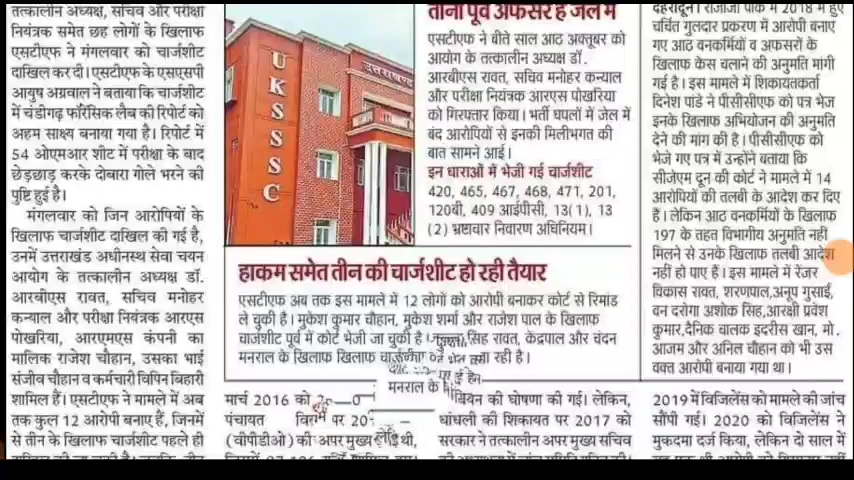 तत्कालीन अध्यक्ष, सचिव और परीक्षा
नियंत्रक समेत छह लोगों के खिलाफ
एसटीएफ ने मंगलवार को चार्जशीट
दाखिल कर दी। एसटीएफ के एसएसपी
आयुष अग्रवाल ने बताया कि चार्जशीट
में चंडीगढ़ फॉरेंसिक लैब की रिपोर्ट को
अहम साक्ष्य बनाया गया है। रिपोर्ट में
54 ओएमआर शीट में परीक्षा के बाद
छेड़छाड़ करके दोबारा गोले भरने की
पुष्टि हुई है।
मंगलवार को जिन आरोपियों के
खिलाफ चार्जशीट दाखिल की गई है,
उनमें उत्तराखंड अधीनस्थ सेवा चयन
आयोग के तत्कालीन अध्यक्ष डॉ.
आरबीएस रावत, सचिव मनोहर
कन्याल और परीक्षा नियंत्रक आरएस
पोखरिया, आरएमएस कंपनी का
मालिक राजेश चौहान, उसका भाई
संजीव चौहान व कर्मचारी विपिन बिहारी
शामिल हैं। एसटीएफ ने मामले में अब
तक कुल 12 आरोपी बनाए हैं, जिनमें
से तीन के खिलाफ चार्जशीट पहले ही
उत्तराखण्ड
UKSSSC
तीनों पूर्व अफसर हैं जेल में
एसटीएफ ने बीते साल आठ अक्तूबर को
आयोग के तत्कालीन अध्यक्ष डॉ.
आरबीएस रावत, सचिव मनोहर कन्याल
और परीक्षा नियंत्रक आरएस पोखरिया
को गिरफ्तार किया। भर्ती घपलों में जेल में
बंद आरोपियों से इनकी मिलीभगत की
बात सामने आई।
इन धाराओं में भेजी गई चार्जशीट
420, 465, 467, 468, 471, 201,
120बी, 409 आईपीसी, 13(1), 13
(2) भ्रष्टाचार निवारण अधिनियम।
हाकम समेत तीन की चार्जशीट हो रही तैयार
एसटीएफ अब तक इस मामले में 12 लोगों को आरोपी बनाकर कोर्ट से रिमांड
ले चुकी है। मुकेश कुमार चौहान, मुकेश शर्मा और राजेश पाल के खिलाफ
चार्जशीट पूर्व में कोर्ट भेजी जा चुकी है। सिंह रावत, केंद्रपाल और चंदन
मनराल के खिलाफ खिलाफ जा रही है।
मनराल के
मार्च 2016 को
पंचायत पर
(वीपीडीओ) की थी,
की घोषणा की गई। लेकिन,
धांधली की शिकायत पर 2017 को
सरकार ने तत्कालीन अपर मुख्य सचिव
अपर मुख्य
देहरादून। राजाजी पार्क में 2018 में हुए
चर्चित गुलदार प्रकरण में आरोपी बनाए
गए आठ वनकर्मियों व अफसरों के
खिलाफ केस चलाने की अनुमति मांगी
गई है। इस मामले में शिकायतकर्ता
दिनेश पांडे ने पीसीसीएफ को पत्र भेज
इनके खिलाफ अभियोजन की अनुमति
देने की मांग की है। पीसीसीएफ को
भेजे गए पत्र में उन्होंने बताया कि
सीजेएम दून की कोर्ट ने मामले में 14
आरोपियों की तलबी के आदेश कर दिए
हैं। लेकिन आठ वनकर्मियों के खिलाफ
197 के तहत विभागीय अनुमति नहीं
मिलने से उनके खिलाफ तलबी आदेश
नहीं हो पाए हैं। इस मामले में रेंजर
विकास रावत, शरणपाल,अनूप गुसाईं,
वन दरोगा अशोक सिंह,आरक्षी प्रवेश
कुमार,दैनिक चालक इदरीस खान, मो.
आजम और अनिल चौहान को भी उस
वक्त आरोपी बनाया गया था।
2019 में विजिलेंस को मामले की जांच
सौंपी गई। 2020 को विजिलेंस ने
मुकदमा दर्ज किया, लेकिन दो साल में